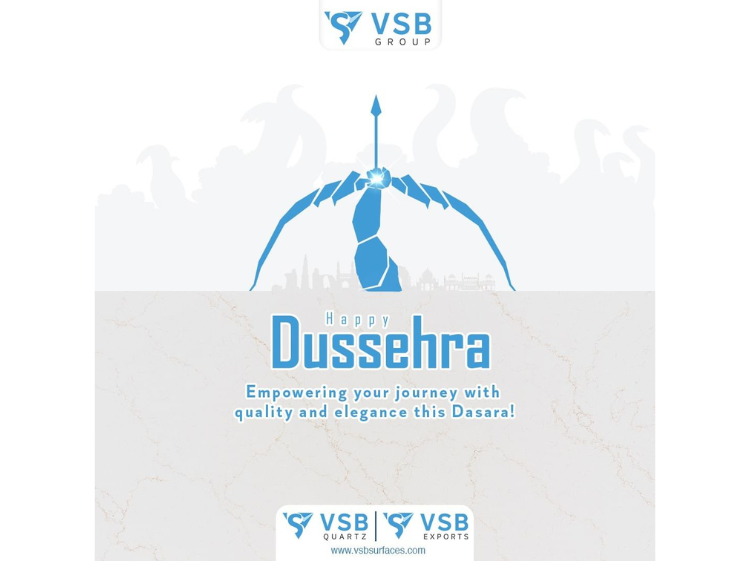 VSB
GROUP
Happy
Dussehra
Empowering your journey with
quality and elegance this Dasara!
VSB
QUARTZ
VSB
EXPORTS
www.vsbsurfaces.com